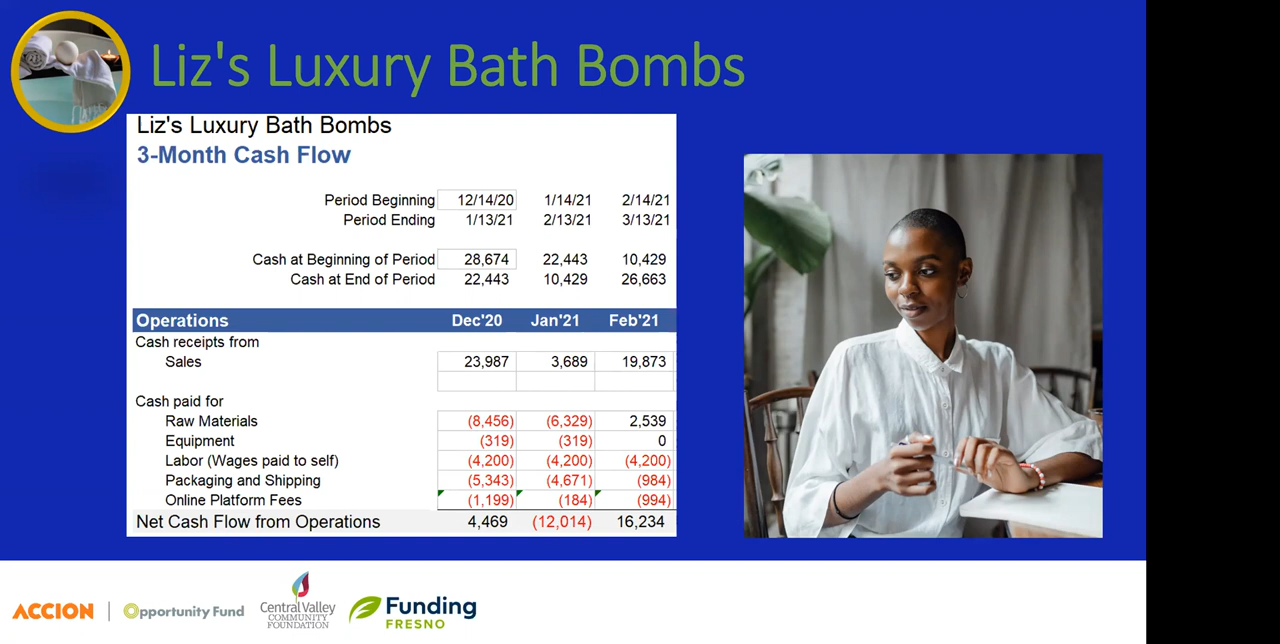 Liz's Luxury Bath Bombs
Liz's Luxury Bath Bombs
3-Month Cash Flow
Period Beginning 12/14/20 1/14/21 2/14/21
Period Ending 1/13/21 2/13/21 3/13/21
Cash at Beginning of Period 28,674 22,443 10,429
Cash at End of Period 22,443 10,429 26,663
Operations Dec'20 Jan'21 Feb'21
Cash receipts from
Sales 23,987 3,689 19,873
Cash paid for
Raw Materials (8,456) (6,329) 2,539
Equipment (319) (319) 0
Labor (Wages paid to self) (4,200) (4,200) (4,200)
Packaging and Shipping (5,343) (4,671) (984)
Online Platform Fees (1,199) (184) (994)
Net Cash Flow from Operations 4,469 (12,014) 16,234
ACCION | Opportunity Fund
Central Valley
COMMUNITY
FOUNDATION
Funding
FRESNO